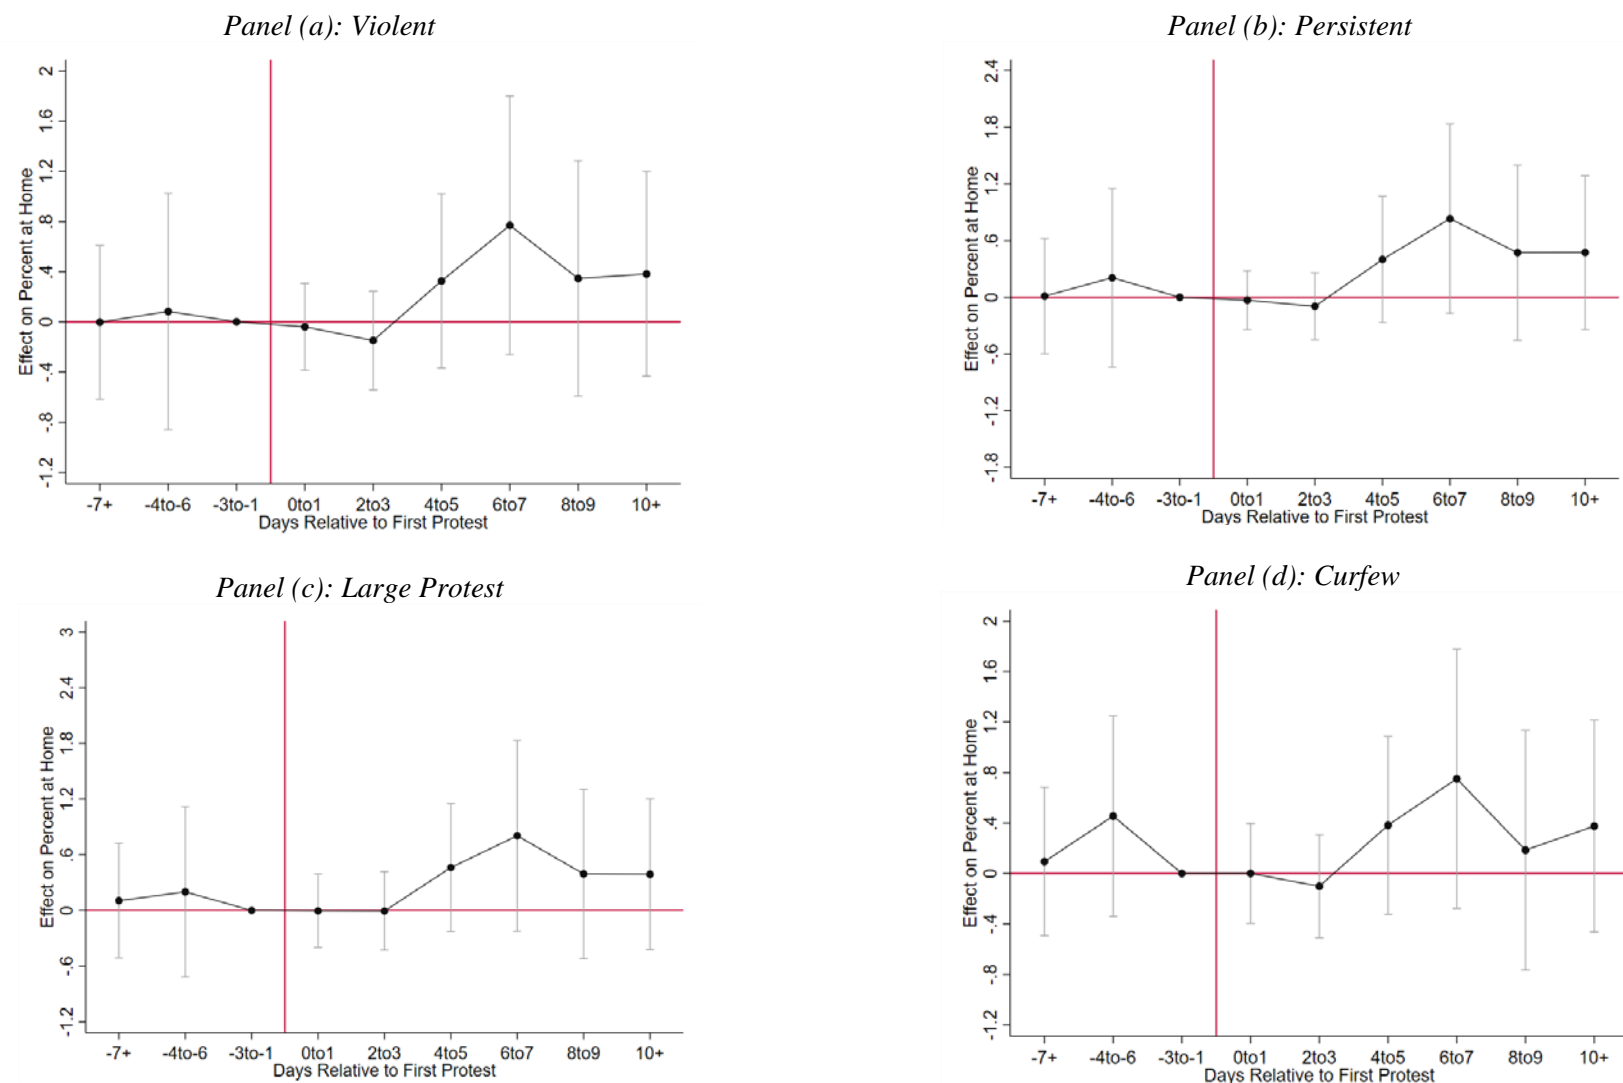 Panel (a): Violent
Effect on Percent at Home
2
1.6
1.2
.8
.4
0
-.4
-.8
-1.2
-7+ -4to-6 -3to-1 0to1 2to3 4to5 6to7 8to9 10+
Days Relative to First Protest
Panel (b): Persistent
Effect on Percent at Home
2.4
1.8
1.2
.6
0
-.6
-1.2
-1.8
-7+ -4to-6 -3to-1 0to1 2to3 4to5 6to7 8to9 10+
Days Relative to First Protest
Panel (c): Large Protest
Effect on Percent at Home
3
2.4
1.8
1.2
.6
0
-.6
-1.2
-7+ -4to-6 -3to-1 0to1 2to3 4to5 6to7 8to9 10+
Days Relative to First Protest
Panel (d): Curfew
Effect on Percent at Home
2
1.6
1.2
.8
.4
0
-.4
-.8
-1.2
-7+ -4to-6 -3to-1 0to1 2to3 4to5 6to7 8to9 10+
Days Relative to First Protest